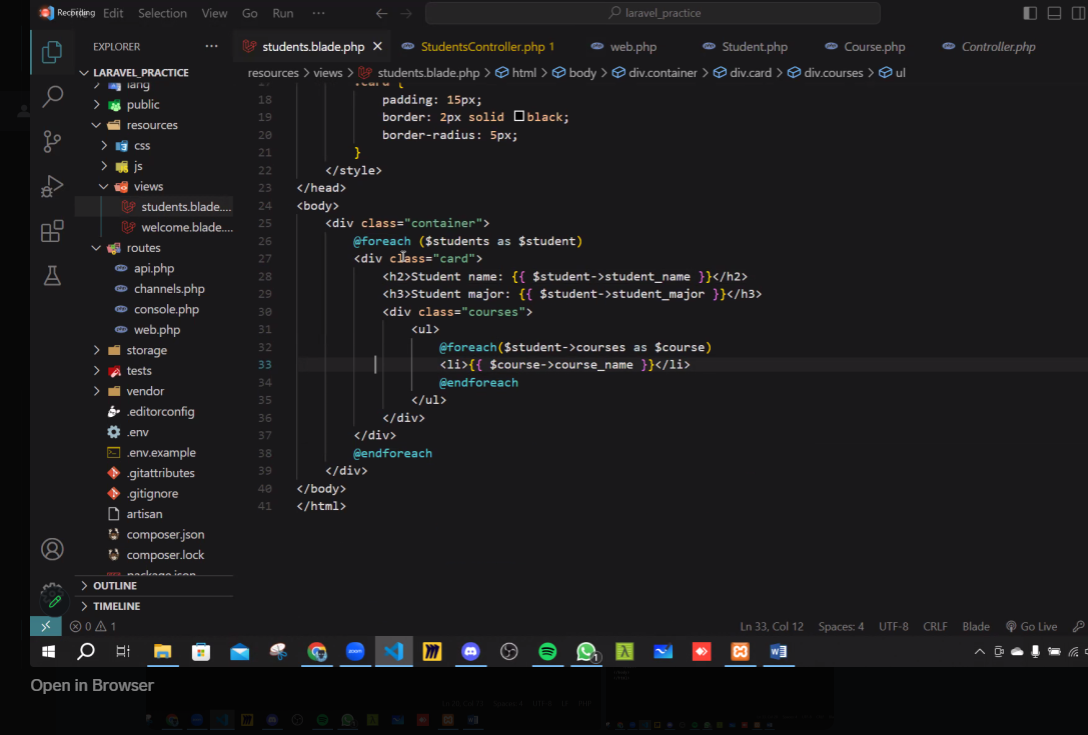 Recording Edit Selection View Go Run ··· laravel_practice
EXPLORER ···
students.blade.php StudentsController.php 1 web.php Student.php Course.php Controller.php
LARAVEL_PRACTICE
resources > views > students.blade.php > html > body > div.container > div.card > div.courses > ul
lang
public
resources
css
js
views
students.blade....
welcome.blade....
routes
api.php
channels.php
console.php
web.php
storage
tests
vendor
.editorconfig
.env
.env.example
.gitattributes
.gitignore
artisan
composer.json
composer.lock
package.json
OUTLINE
TIMELINE
18 padding: 15px;
19 border: 2px solid black;
20 border-radius: 5px;
21 }
22 </style>
23 </head>
24 <body>
25 <div class="container">
26 @foreach ($students as $student)
27 <div class="card">
28 <h2>Student name: {{ $student->student_name }}</h2>
29 <h3>Student major: {{ $student->student_major }}</h3>
30 <div class="courses">
31 <ul>
32 @foreach($student->courses as $course)
33 <li>{{ $course->course_name }}</li>
34 @endforeach
35 </ul>
36 </div>
37 </div>
38 @endforeach
39 </div>
40 </body>
41 </html>
0 1 Ln 33, Col 12 Spaces: 4 UTF-8 CRLF Blade Go Live
zoom 1
Open in Browser